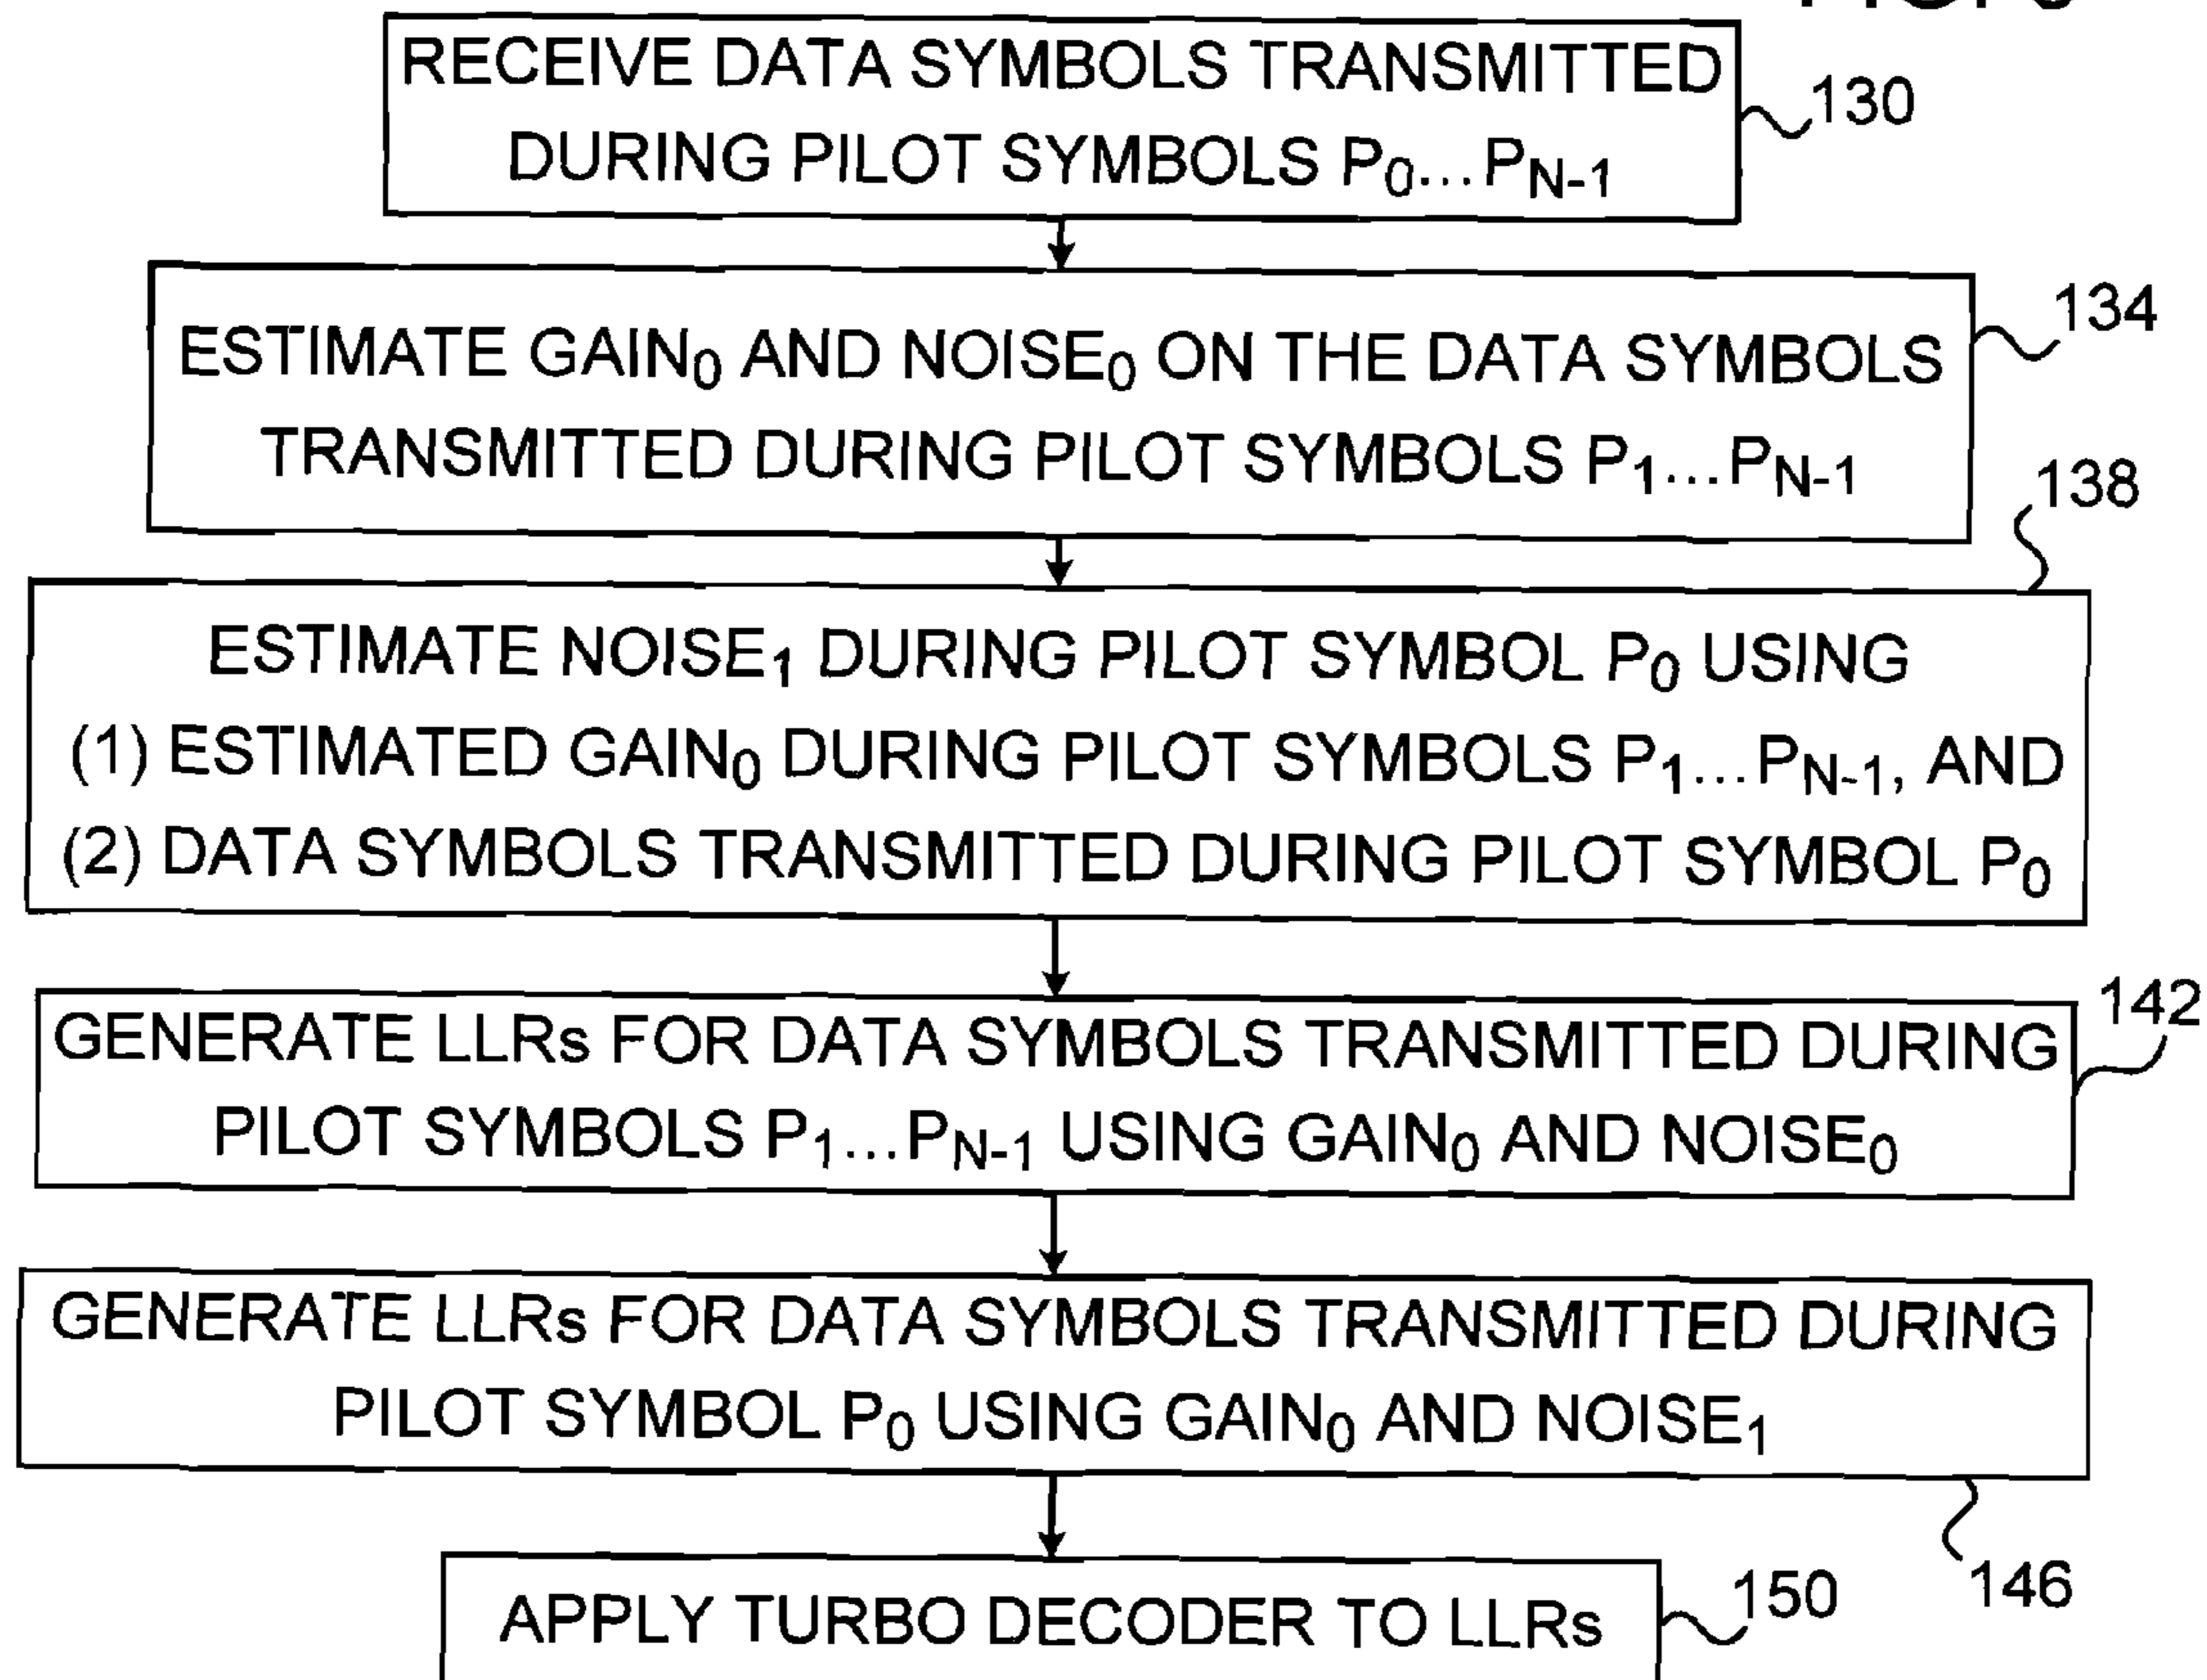 RECEIVE DATA SYMBOLS TRANSMITTED
DURING PILOT SYMBOLS P0...PN-1
130
ESTIMATE GAIN0 AND NOISE0 ON THE DATA SYMBOLS
TRANSMITTED DURING PILOT SYMBOLS P1...PN-1
134
138
ESTIMATE NOISE1 DURING PILOT SYMBOL P0 USING
(1) ESTIMATED GAIN0 DURING PILOT SYMBOLS P1...PN-1, AND
(2) DATA SYMBOLS TRANSMITTED DURING PILOT SYMBOL P0
GENERATE LLRs FOR DATA SYMBOLS TRANSMITTED DURING
PILOT SYMBOLS P1...PN-1 USING GAIN0 AND NOISE0
142
GENERATE LLRs FOR DATA SYMBOLS TRANSMITTED DURING
PILOT SYMBOL P0 USING GAIN0 AND NOISE1
146
APPLY TURBO DECODER TO LLRs
150